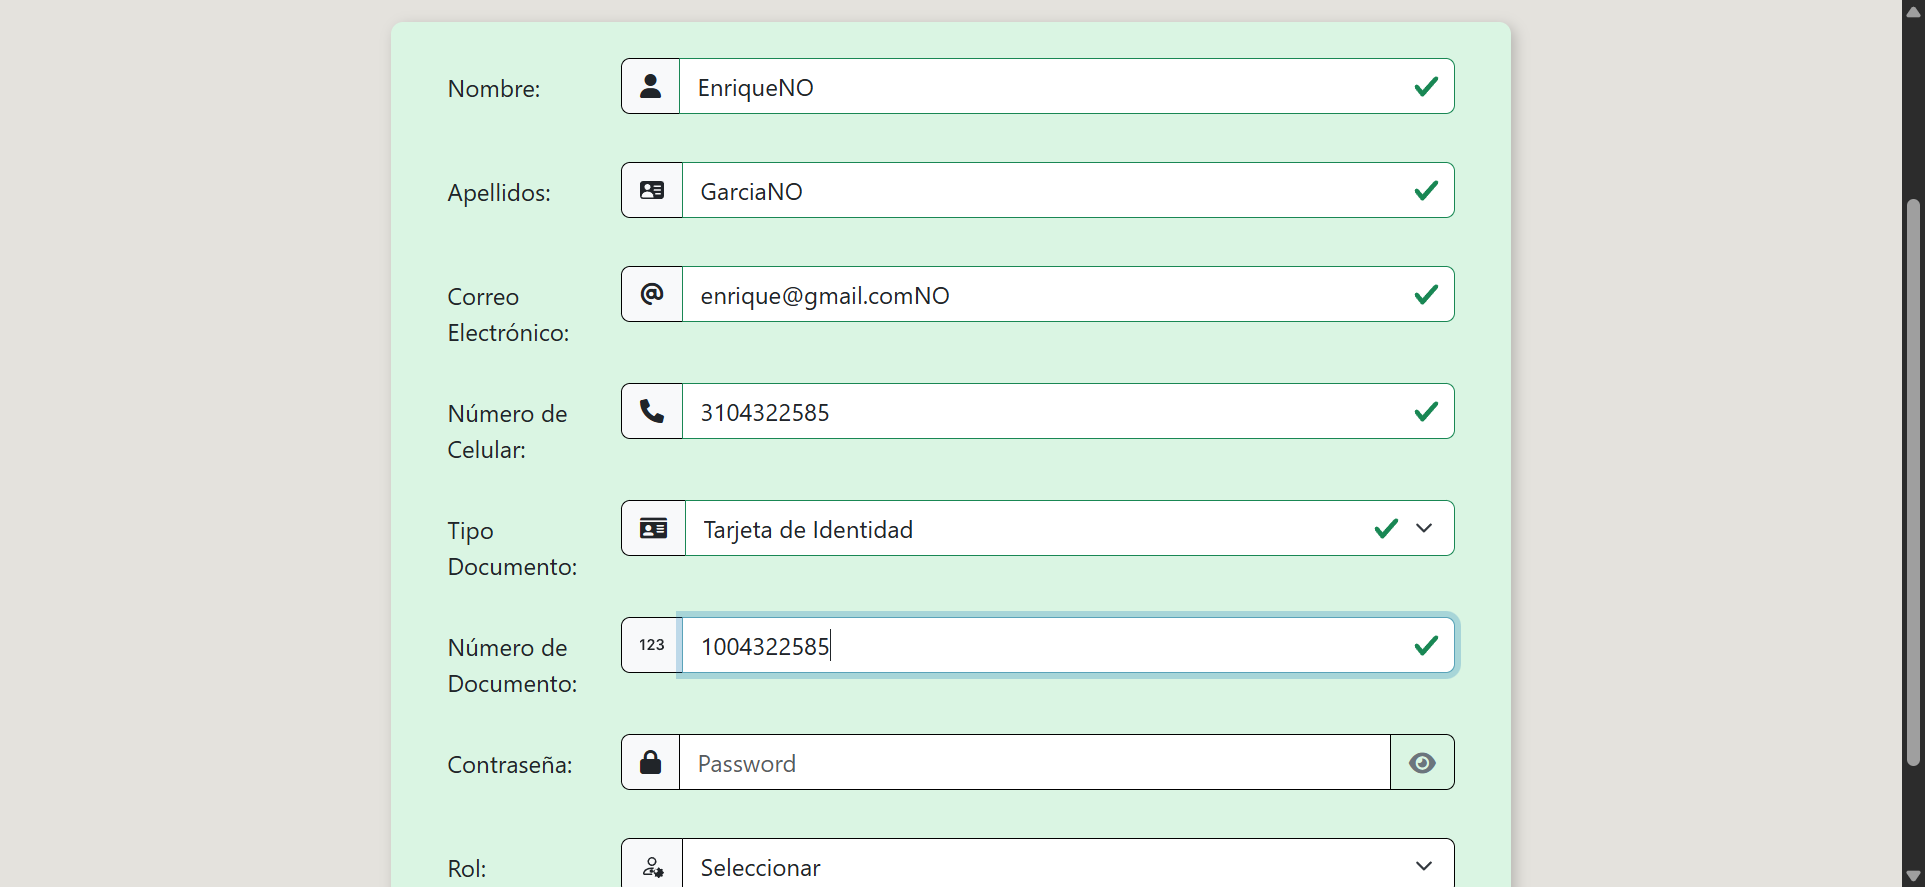 Nombre:
EnriqueNO
Apellidos:
GarciaNO
Correo
Electrónico:
@
enrique@gmail.comNO
Número de
Celular:
3104322585
Tipo
Documento:
Tarjeta de Identidad
Número de
Documento:
123
1004322585
Contraseña:
Password
Rol:
Seleccionar